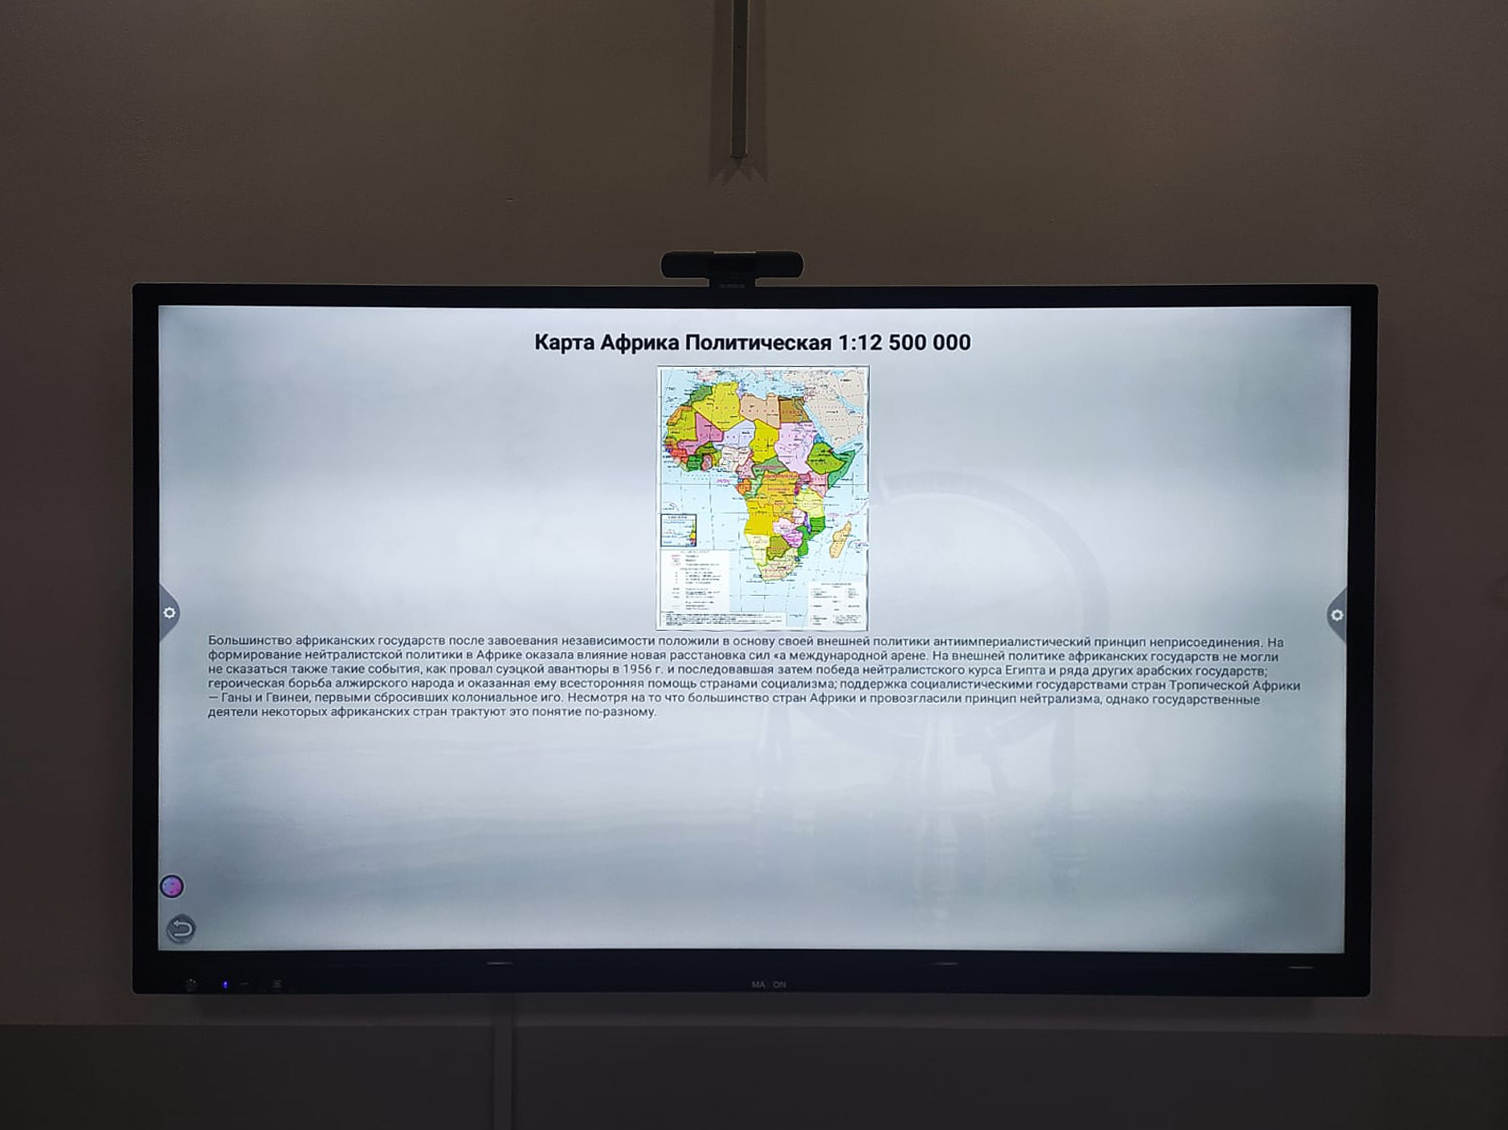 Карта Африка Политическая 1:12 500 000
Большинство африканских государств после завоевания независимости положили в основу своей внешней политики антиимпериалистический принцип неприсоединения. На
формирование нейтралистской политики в Африке оказала влияние новая расстановка сил «а международной арене. На внешней политике африканских государств не могли
не сказаться также такие события, как провал суэцкой авантюры в 1956 г. и последовавшая затем победа нейтралистского курса Египта и ряда других арабских государств;
героическая борьба алжирского народа и оказанная ему всесторонняя помощь странами социализма; поддержка социалистическими государствами стран Тропической Африки
— Ганы и Гвинеи, первыми сбросивших колониальное иго. Несмотря на то что большинство стран Африки и провозгласили принцип нейтрализма, однако государственные
деятели некоторых африканских стран трактуют это понятие по-разному.